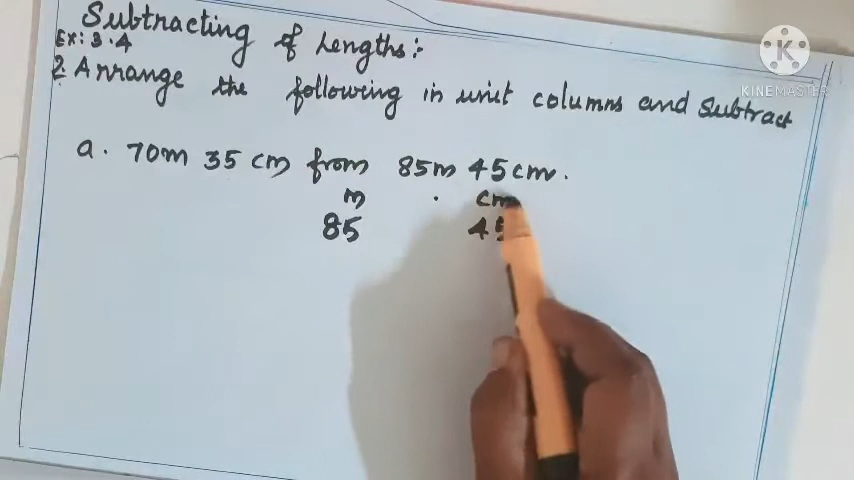 Subtracting of Lengths:-
Ex: 3.4
2 Arrange the following in unit columns and Subtract
a. 70m 35 cm from 85m 45cm.
m . cm
85 45
K
KINEMASTER